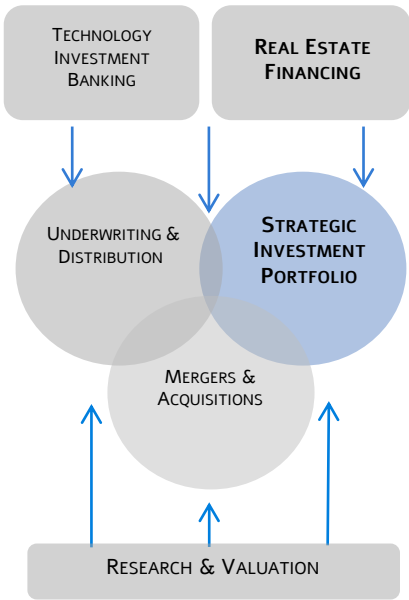 TECHNOLOGY
INVESTMENT
BANKING
REAL ESTATE
FINANCING
UNDERWRITING &
DISTRIBUTION
STRATEGIC
INVESTMENT
PORTFOLIO
MERGERS &
ACQUISITIONS
RESEARCH & VALUATION